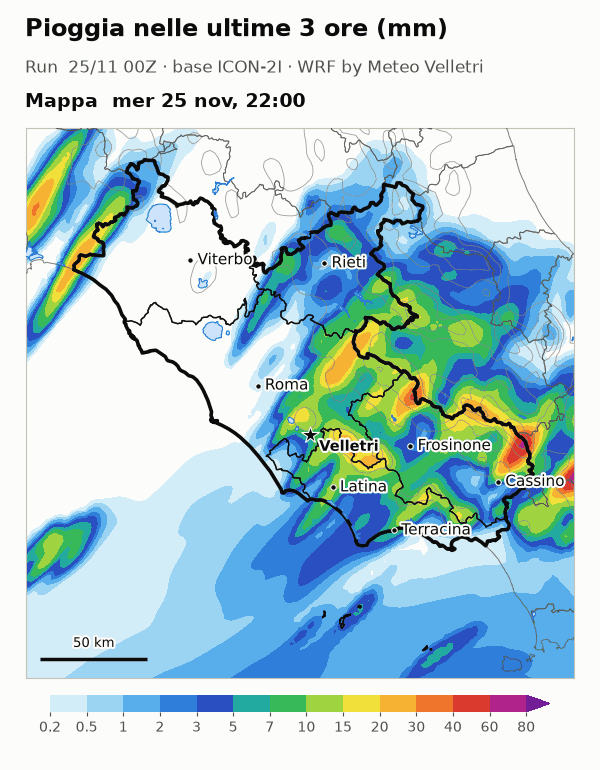 Pioggia nelle ultime 3 ore (mm)
Run  25/11 00Z · base ICON-2I · WRF by Meteo Velletri
Mappa  mer 25 nov, 22:00
Viterbo
Rieti
Roma
Velletri
Frosinone
Latina
Cassino
Terracina
50 km
0.2 0.5 1 2 3 5 7 10 15 20 30 40 60 80